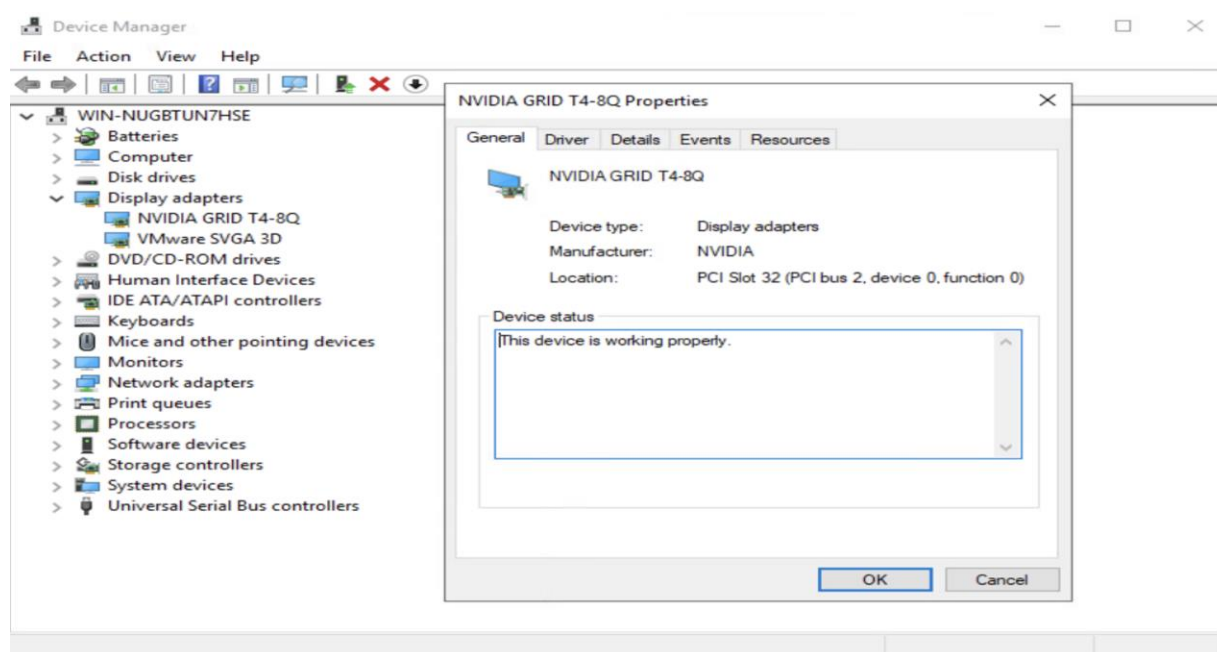 Device Manager
File Action View Help
WIN-NUGBTUN7HSE
Batteries
Computer
Disk drives
Display adapters
NVIDIA GRID T4-8Q
VMware SVGA 3D
DVD/CD-ROM drives
Human Interface Devices
IDE ATA/ATAPI controllers
Keyboards
Mice and other pointing devices
Monitors
Network adapters
Print queues
Processors
Software devices
Storage controllers
System devices
Universal Serial Bus controllers
NVIDIA GRID T4-8Q Properties
General Driver Details Events Resources
NVIDIA GRID T4-8Q
Device type: Display adapters
Manufacturer: NVIDIA
Location: PCI Slot 32 (PCI bus 2, device 0, function 0)
Device status
This device is working properly.
OK Cancel